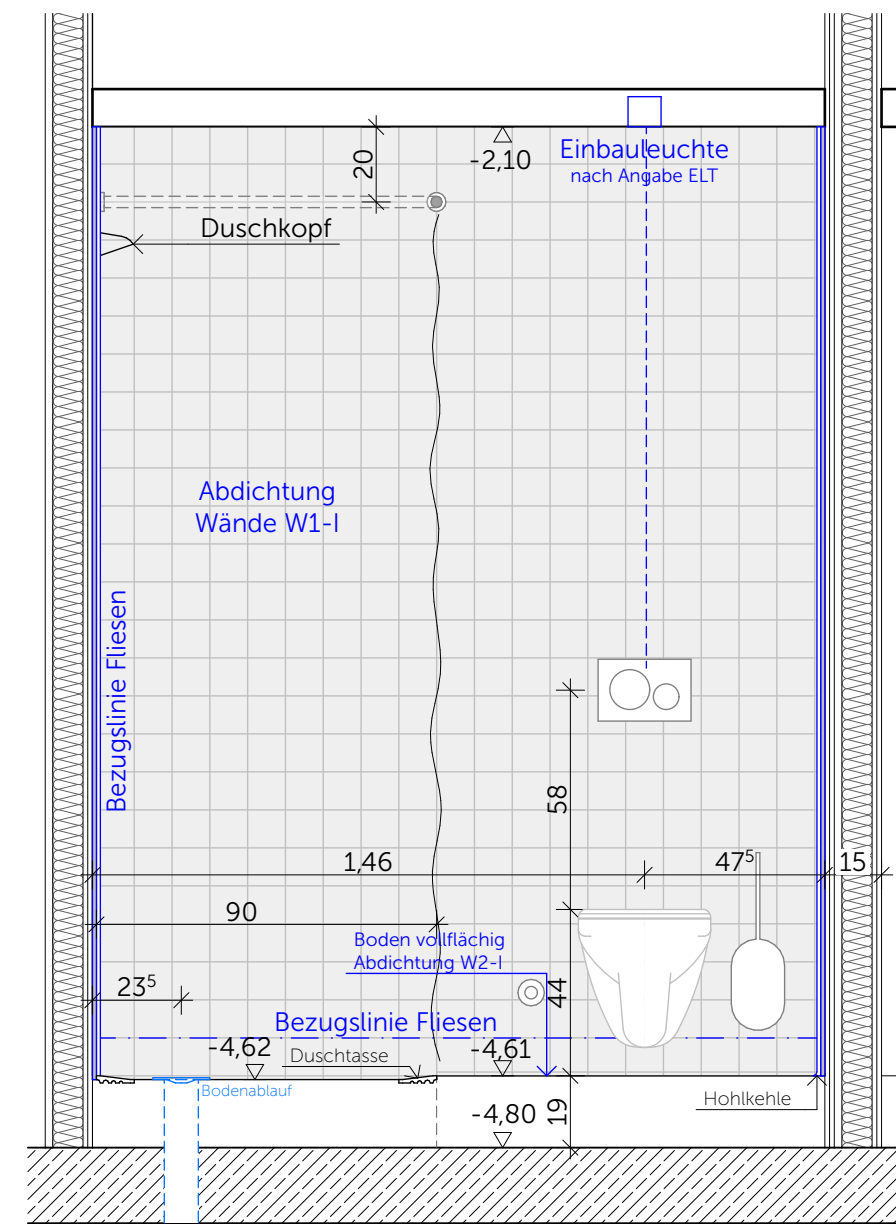 20
-2,10
Einbauleuchte
nach Angabe ELT
Duschkopf
Abdichtung
Wände W1-I
Bezugslinie Fliesen
58
1,46
47⁵
15
90
Boden vollflächig
Abdichtung W2-I
23⁵
44
Bezugslinie Fliesen
-4,62
Duschtasse
-4,61
Bodenablauf
Hohlkehle
-4,80
19